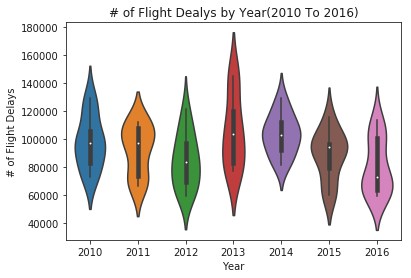 # of Flight Dealys by Year(2010 To 2016)
# of Flight Delays
180000
160000
140000
120000
100000
80000
60000
40000
2010 2011 2012 2013 2014 2015 2016
Year